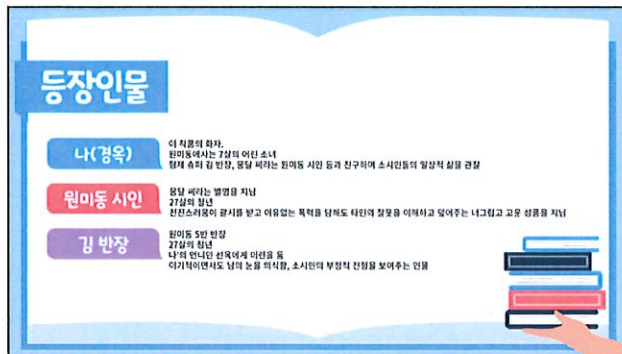 등장인물
나(경옥)
이 작품의 화자.
원미동에사는 7살의 어린 소녀
형제 슈퍼 김 반장, 몽달 씨라는 원미동 시인 등과 친구하며 소시민들의 일상적 삶을 관찰
원미동 시인
몽달 씨라는 별명을 지님
27살의 청년
천진스러움이 괄시를 받고 이유없는 폭력을 당해도 타인의 잘못을 이해하고 덮어주는 너그럽고 고운 성품을 지님
김 반장
원미동 5반 반장
27살의 청년
나'의 언니인 선옥에게 미련을 둠
이기적이면서도 남의 눈을 의식함, 소시민의 부정적 전형을 보여주는 인물